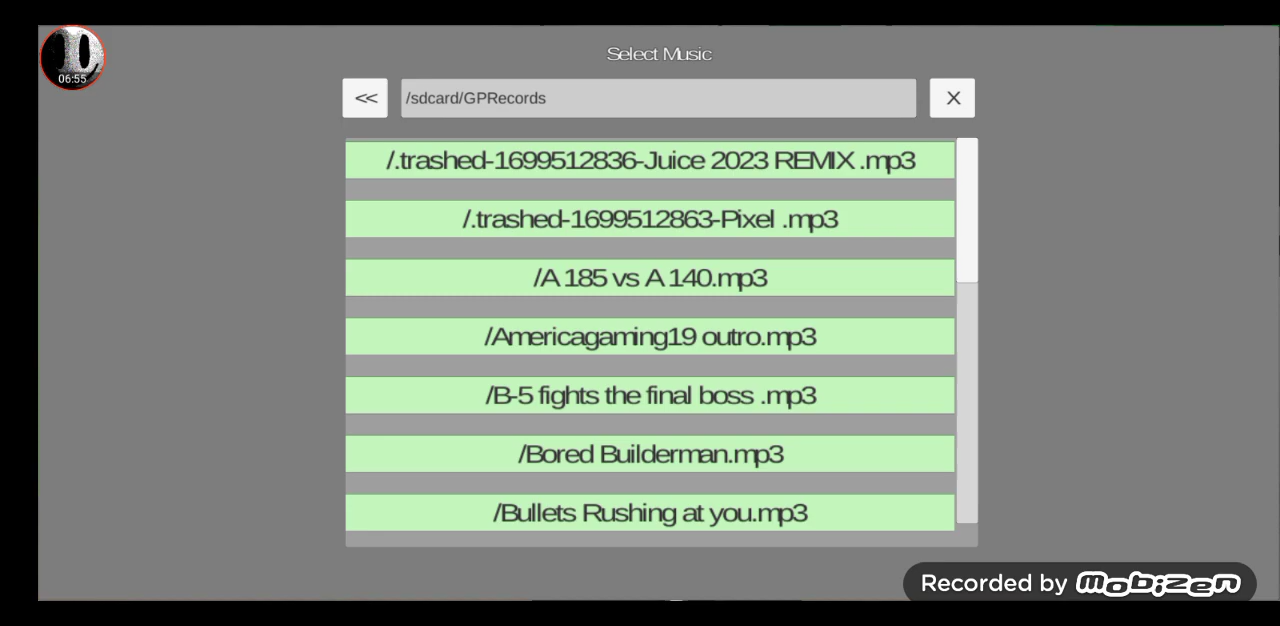 06:55
Select Music
<<
/sdcard/GPRecords
X
/.trashed-1699512836-Juice 2023 REMIX .mp3
/.trashed-1699512863-Pixel .mp3
/A 185 vs A 140.mp3
/Americagaming19 outro.mp3
/B-5 fights the final boss .mp3
/Bored Builderman.mp3
/Bullets Rushing at you.mp3
Recorded by Mobizen